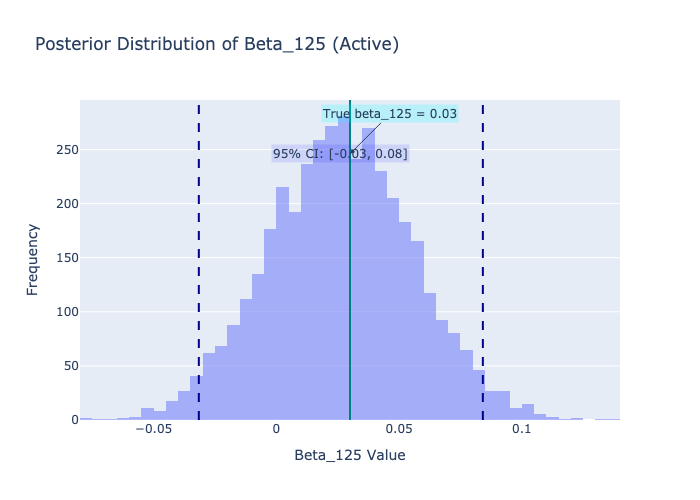 Posterior Distribution of Beta_125 (Active)
True beta_125 = 0.03
95% CI: [-0.03, 0.08]
250
200
150
100
50
0
Frequency
−0.05
0
0.05
0.1
Beta_125 Value